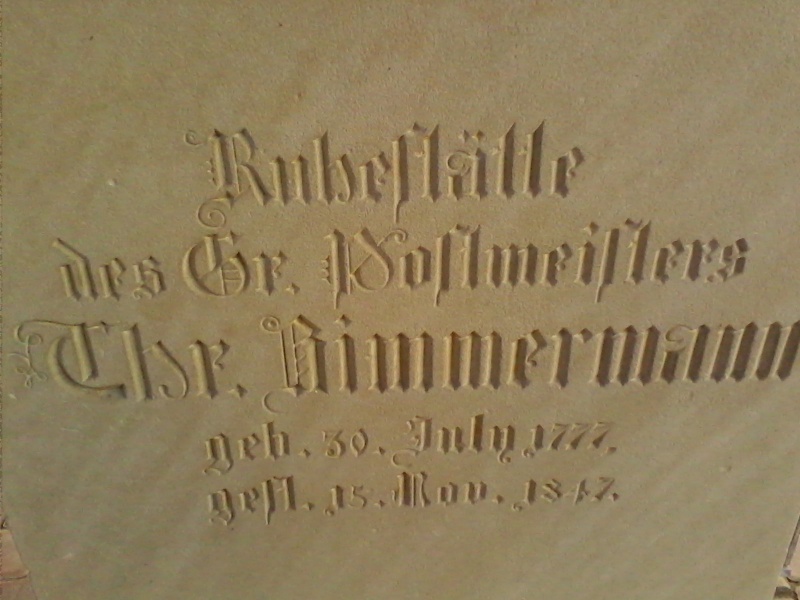 Ruhestätte
des Gr. Postmeisters
Chr. Zimmermann
geb. 30. July 1777.
gest. 15. Nov. 1847.